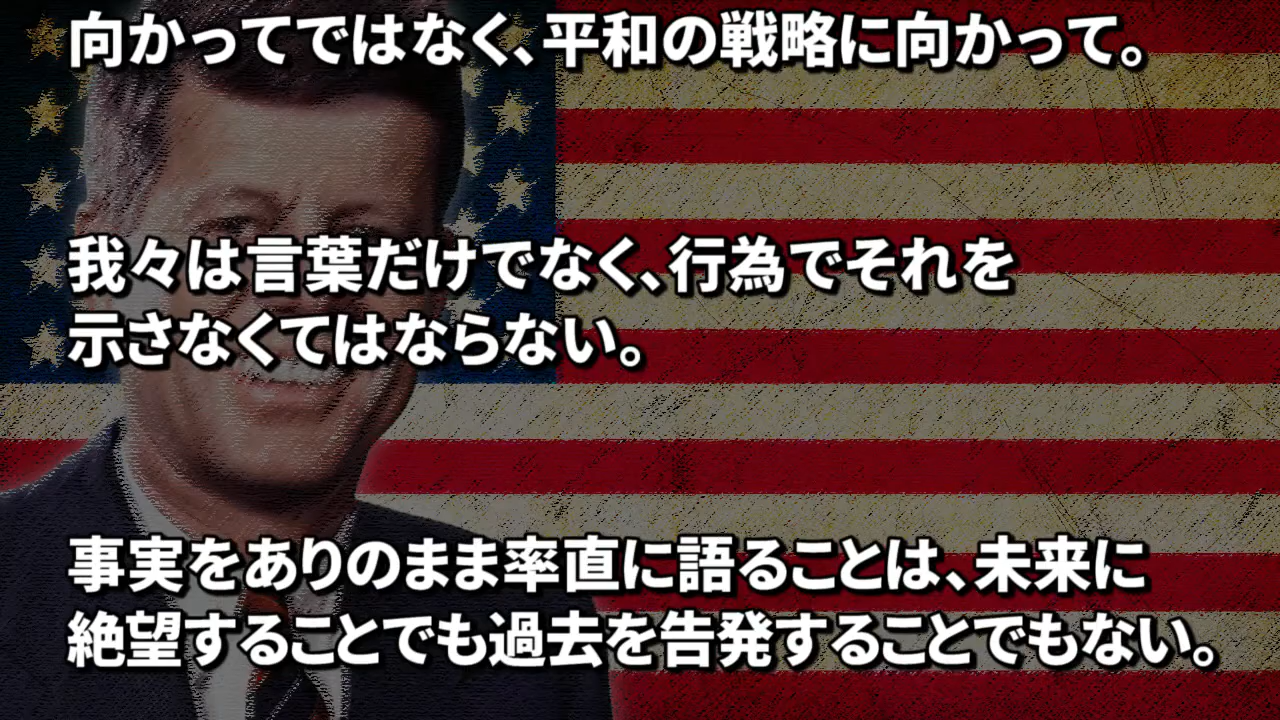 向かってではなく、平和の戦略に向かって。
我々は言葉だけでなく、行為でそれを
示さなくてはならない。
事実をありのまま率直に語ることは、未来に
絶望することでも過去を告発することでもない。